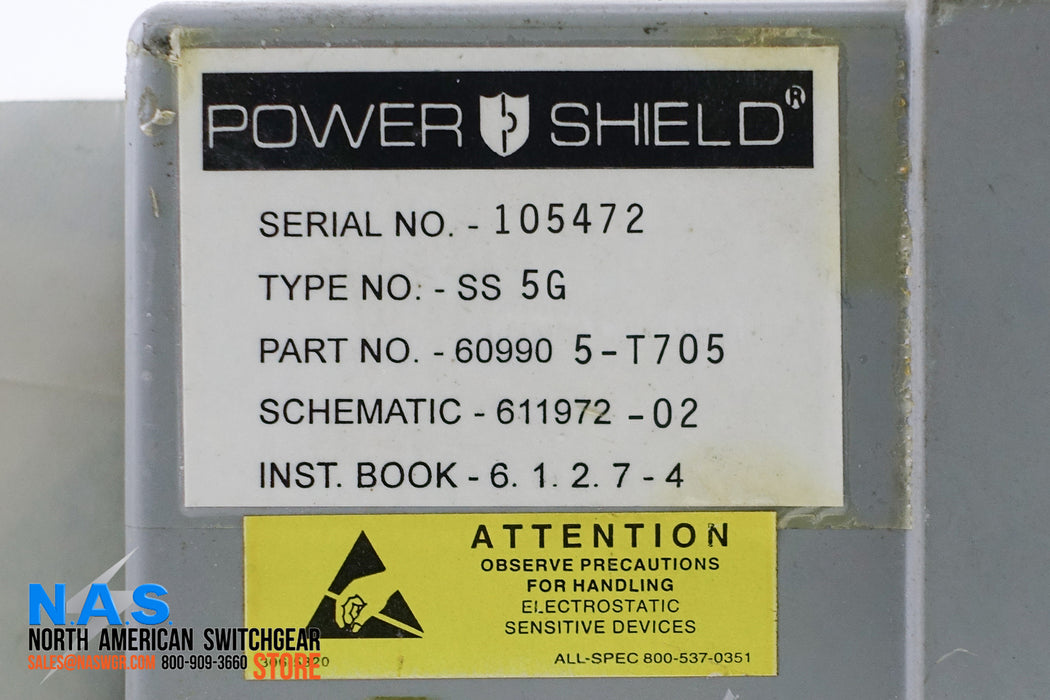 POWER SHIELD®
SERIAL NO. - 105472
TYPE NO. - SS 5G
PART NO. - 60990 5-T705
SCHEMATIC - 611972 -02
INST. BOOK - 6. 1. 2. 7 - 4
ATTENTION
OBSERVE PRECAUTIONS
FOR HANDLING
ELECTROSTATIC
SENSITIVE DEVICES
ALL-SPEC 800-537-0351
N.A.S.
NORTH AMERICAN SWITCHGEAR
SALES@NASWGR.COM 800-909-3660 STORE